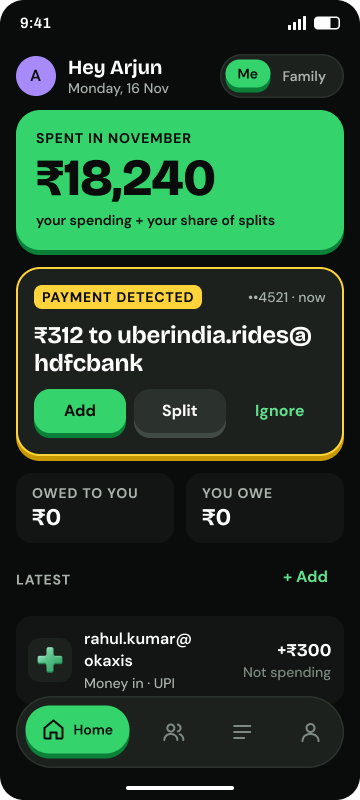 9:41
A
Hey Arjun
Monday, 16 Nov
Me
Family
SPENT IN NOVEMBER
₹18,240
your spending + your share of splits
PAYMENT DETECTED
••4521 · now
₹312 to uberindia.rides@
hdfcbank
Add
Split
Ignore
OWED TO YOU
₹0
YOU OWE
₹0
LATEST
+ Add
rahul.kumar@
okaxis
Money in · UPI
+₹300
Not spending
Home